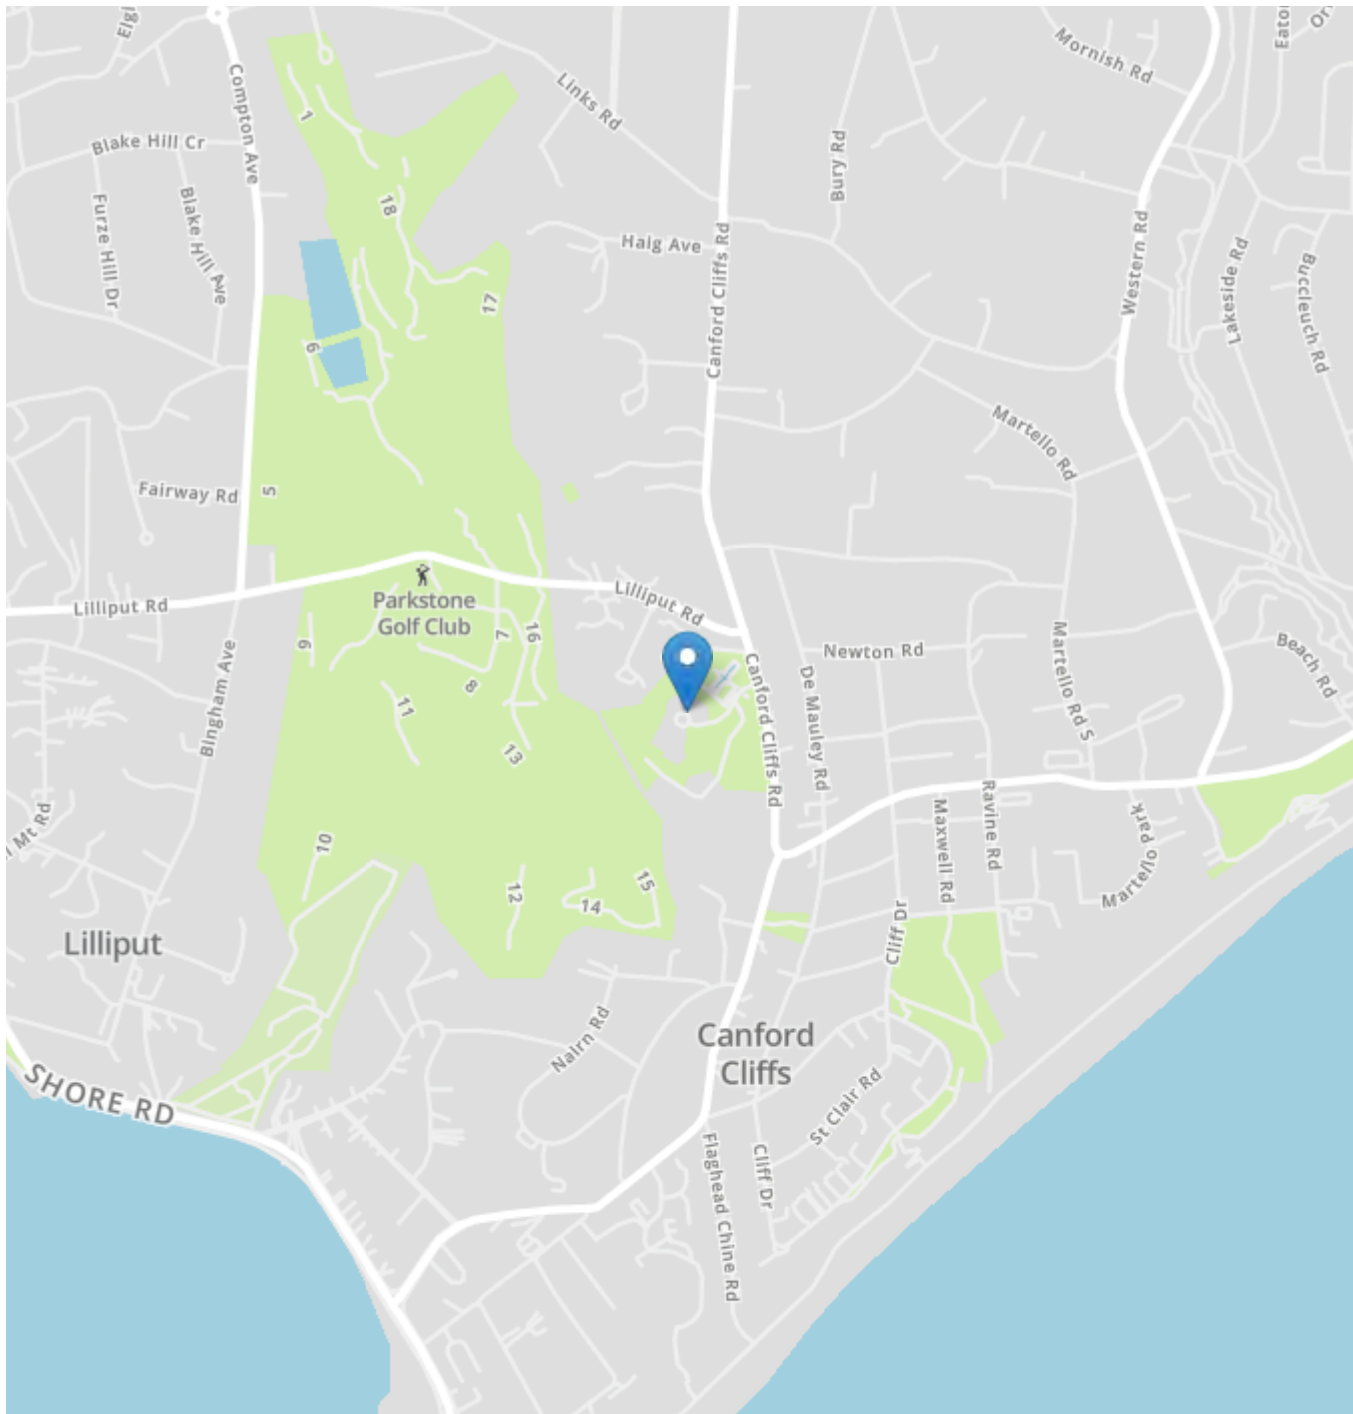 Compton Ave
Links Rd
Mornish Rd
1
Blake Hill Cr
Bury Rd
18
Furze Hill Dr
Blake Hill Ave
Haig Ave
Canford Cliffs Rd
Western Rd
Lakeside Rd
Buccleuch Rd
17
6
Martello Rd
Fairway Rd
5
Parkstone
Golf Club
Lilliput Rd
Lilliput Rd
9
7
16
Newton Rd
Martello Rd S
Beach Rd
Bingham Ave
8
11
13
Canford Cliffs Rd
De Mauley Rd
Mt Rd
10
12
14
15
Maxwell Rd
Ravine Rd
Martello Park
Lilliput
Cliff Dr
Nairn Rd
Canford
Cliffs
SHORE RD
St Clair Rd
Flaghead Chine Rd
Cliff Dr